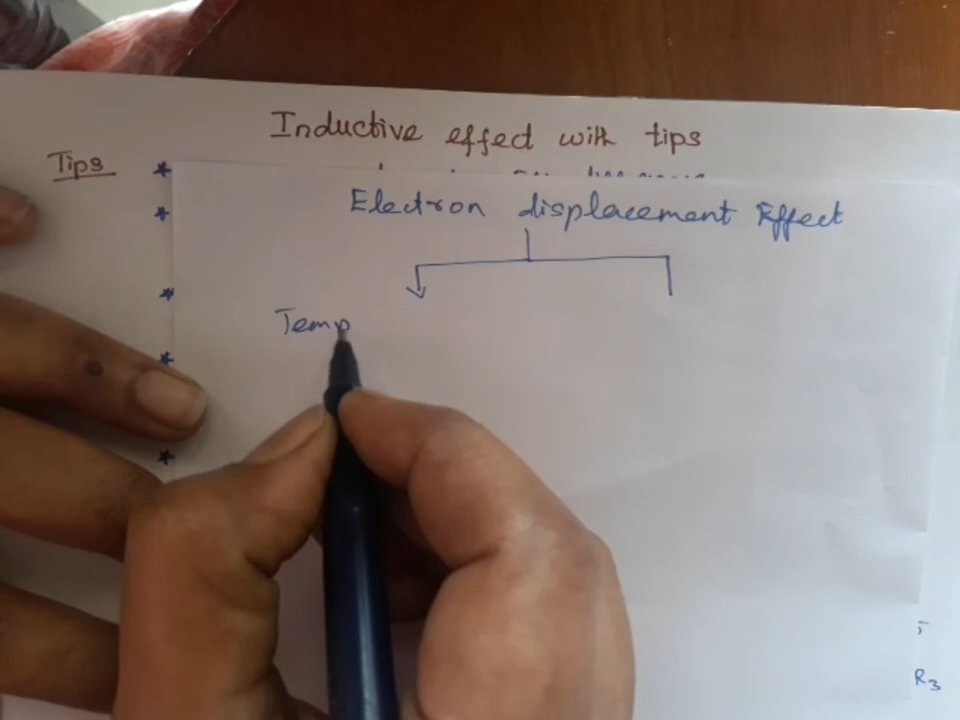 Inductive effect with tips
Tips
Electron displacement Effect
Temp
R3